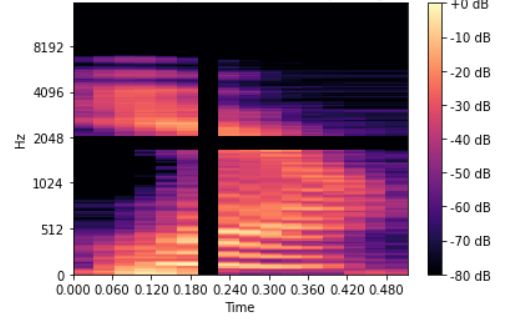 8192
4096
2048
1024
512
0
Hz
0.000 0.060 0.120 0.180 0.240 0.300 0.360 0.420 0.480
Time
+0 dB
-10 dB
-20 dB
-30 dB
-40 dB
-50 dB
-60 dB
-70 dB
-80 dB